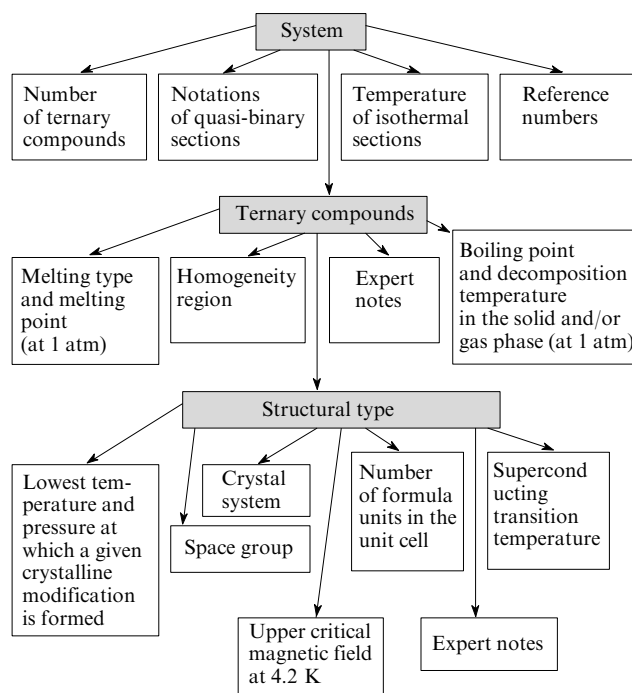 System
Number
of ternary
compounds
Notations
of quasi-binary
sections
Temperature
of isothermal
sections
Reference
numbers
Ternary compounds
Melting type
and melting
point
(at 1 atm)
Homogeneity
region
Expert
notes
Boiling point
and decomposition
temperature
in the solid and/or
gas phase (at 1 atm)
Structural type
Lowest tem-
perature and
pressure at
which a given
crystalline
modification
is formed
Space group
Crystal
system
Upper critical
magnetic field
at 4.2 K
Number
of formula
units in the
unit cell
Expert notes
Supercond
ucting
transition
temperature